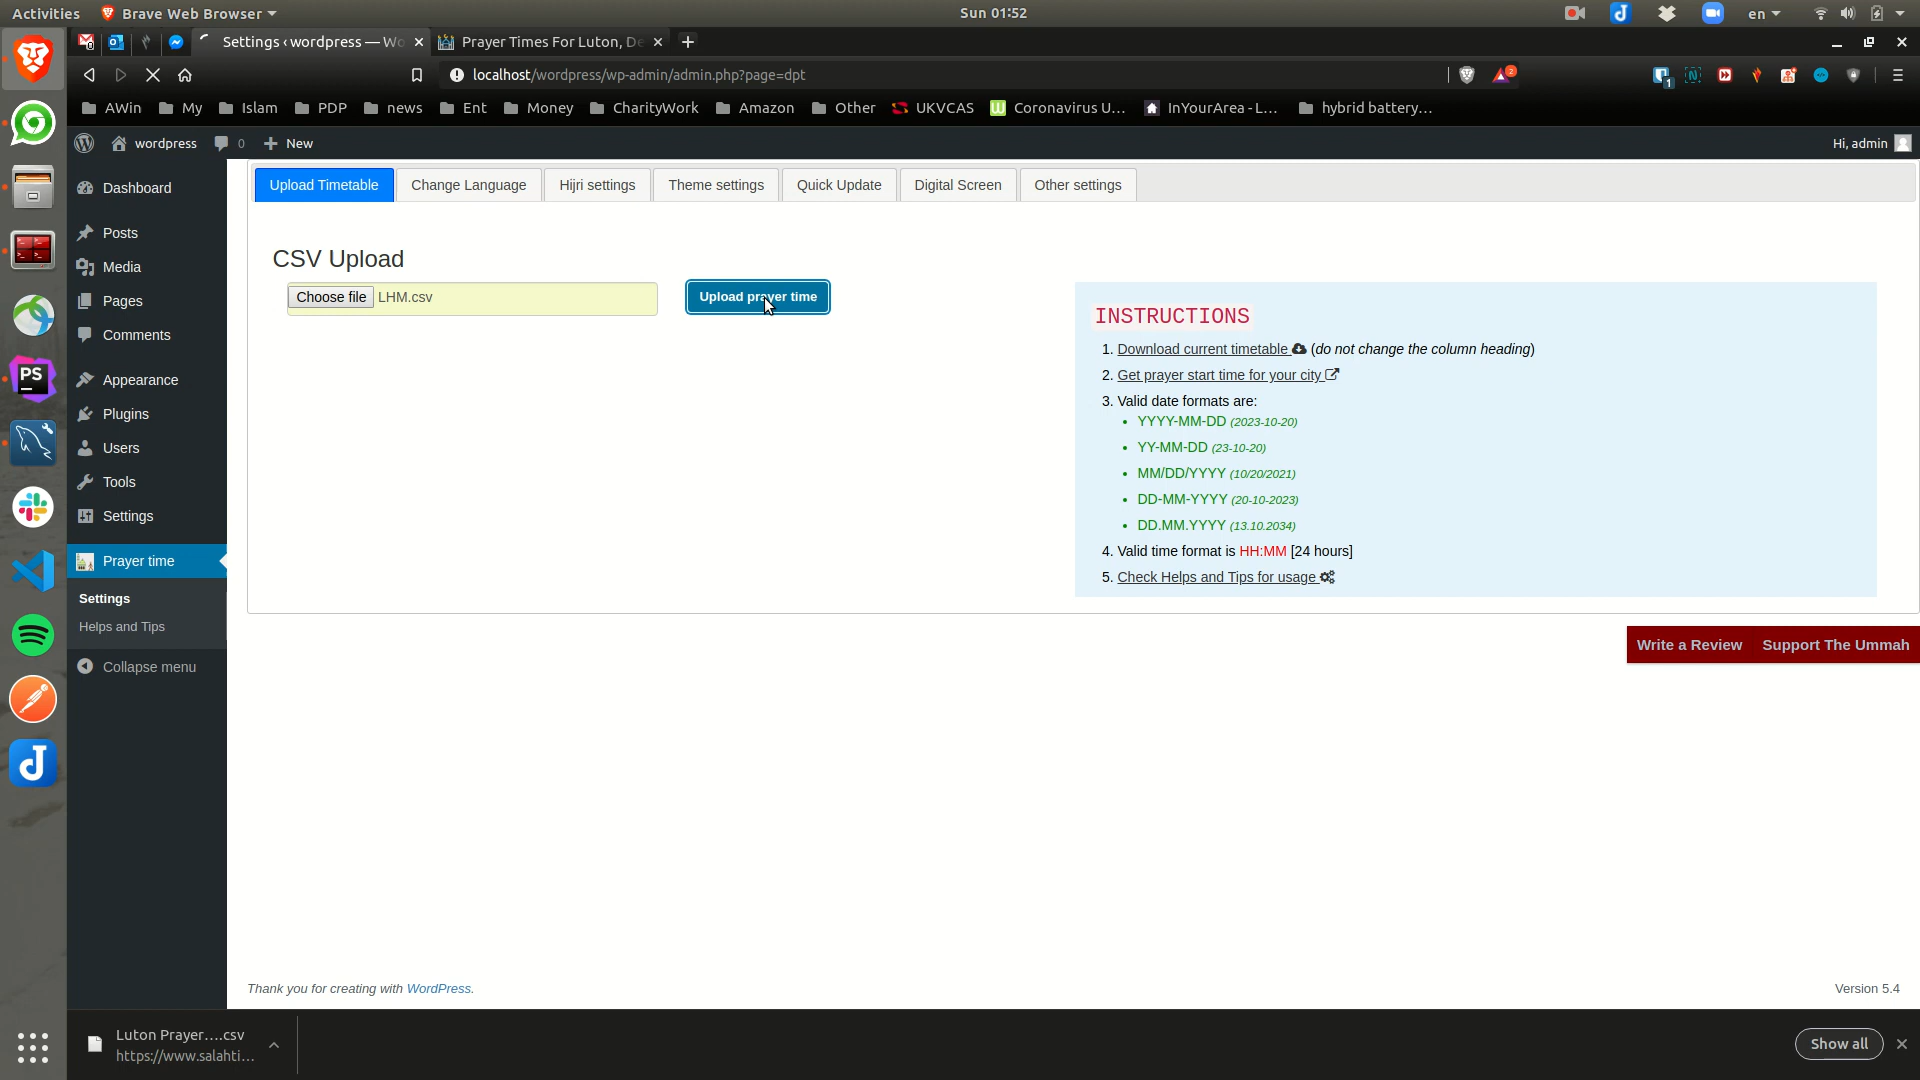 Activities
Brave Web Browser
Sun 01:52
en
Settings ‹ wordpress — Wo
Prayer Times For Luton, De
localhost/wordpress/wp-admin/admin.php?page=dpt
2
1
AWin
My
Islam
PDP
news
Ent
Money
CharityWork
Amazon
Other
UKVCAS
Coronavirus U...
InYourArea - L...
hybrid battery...
wordpress
0
New
Hi, admin
Dashboard
Posts
Media
Pages
Comments
Appearance
Plugins
Users
Tools
Settings
Prayer time
Settings
Helps and Tips
Collapse menu
Upload Timetable
Change Language
Hijri settings
Theme settings
Quick Update
Digital Screen
Other settings
CSV Upload
Choose file LHM.csv
Upload prayer time
INSTRUCTIONS
1. Download current timetable (do not change the column heading)
2. Get prayer start time for your city
3. Valid date formats are:
• YYYY-MM-DD (2023-10-20)
• YY-MM-DD (23-10-20)
• MM/DD/YYYY (10/20/2021)
• DD-MM-YYYY (20-10-2023)
• DD.MM.YYYY (13.10.2034)
4. Valid time format is HH:MM [24 hours]
5. Check Helps and Tips for usage
Write a Review
Support The Ummah
Thank you for creating with WordPress.
Version 5.4
PS
Luton Prayer....csv
https://www.salahti...
Show all